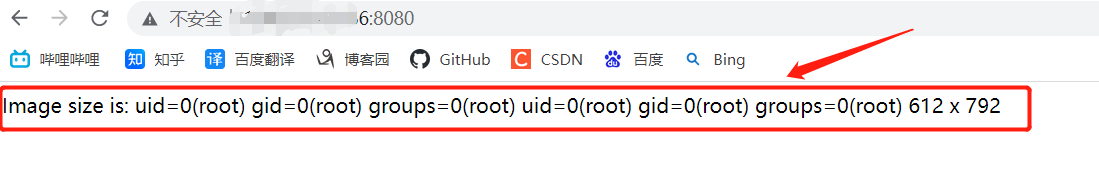 不安全
6:8080
哔哩哔哩
知 知乎
译 百度翻译
博客园
GitHub
C CSDN
百度
Bing
Image size is: uid=0(root) gid=0(root) groups=0(root) uid=0(root) gid=0(root) groups=0(root) 612 x 792